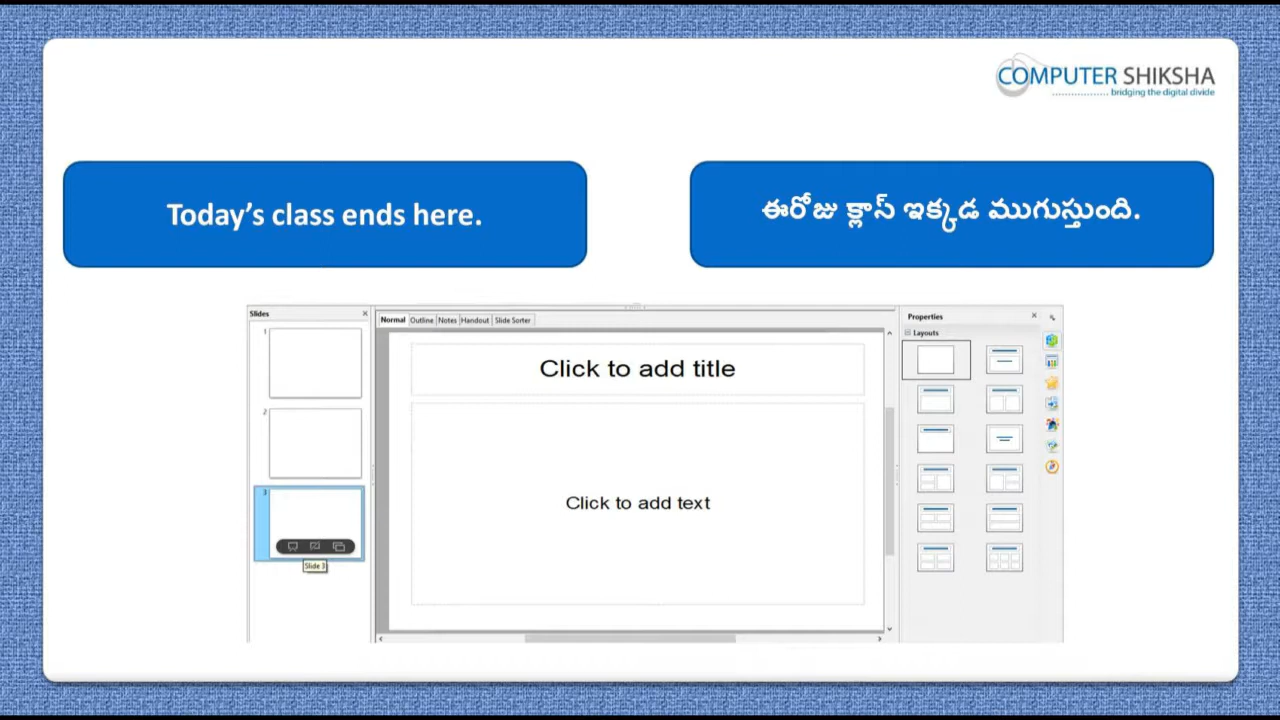 COMPUTER SHIKSHA
bridging the digital divide
Today's class ends here.
ఈరోజు క్లాస్ ఇక్కడ ముగుస్తుంది.
Slides
1
2
3
Slide 3
Normal Outline Notes Handout Slide Sorter
Click to add title
Click to add text
Properties
Layouts